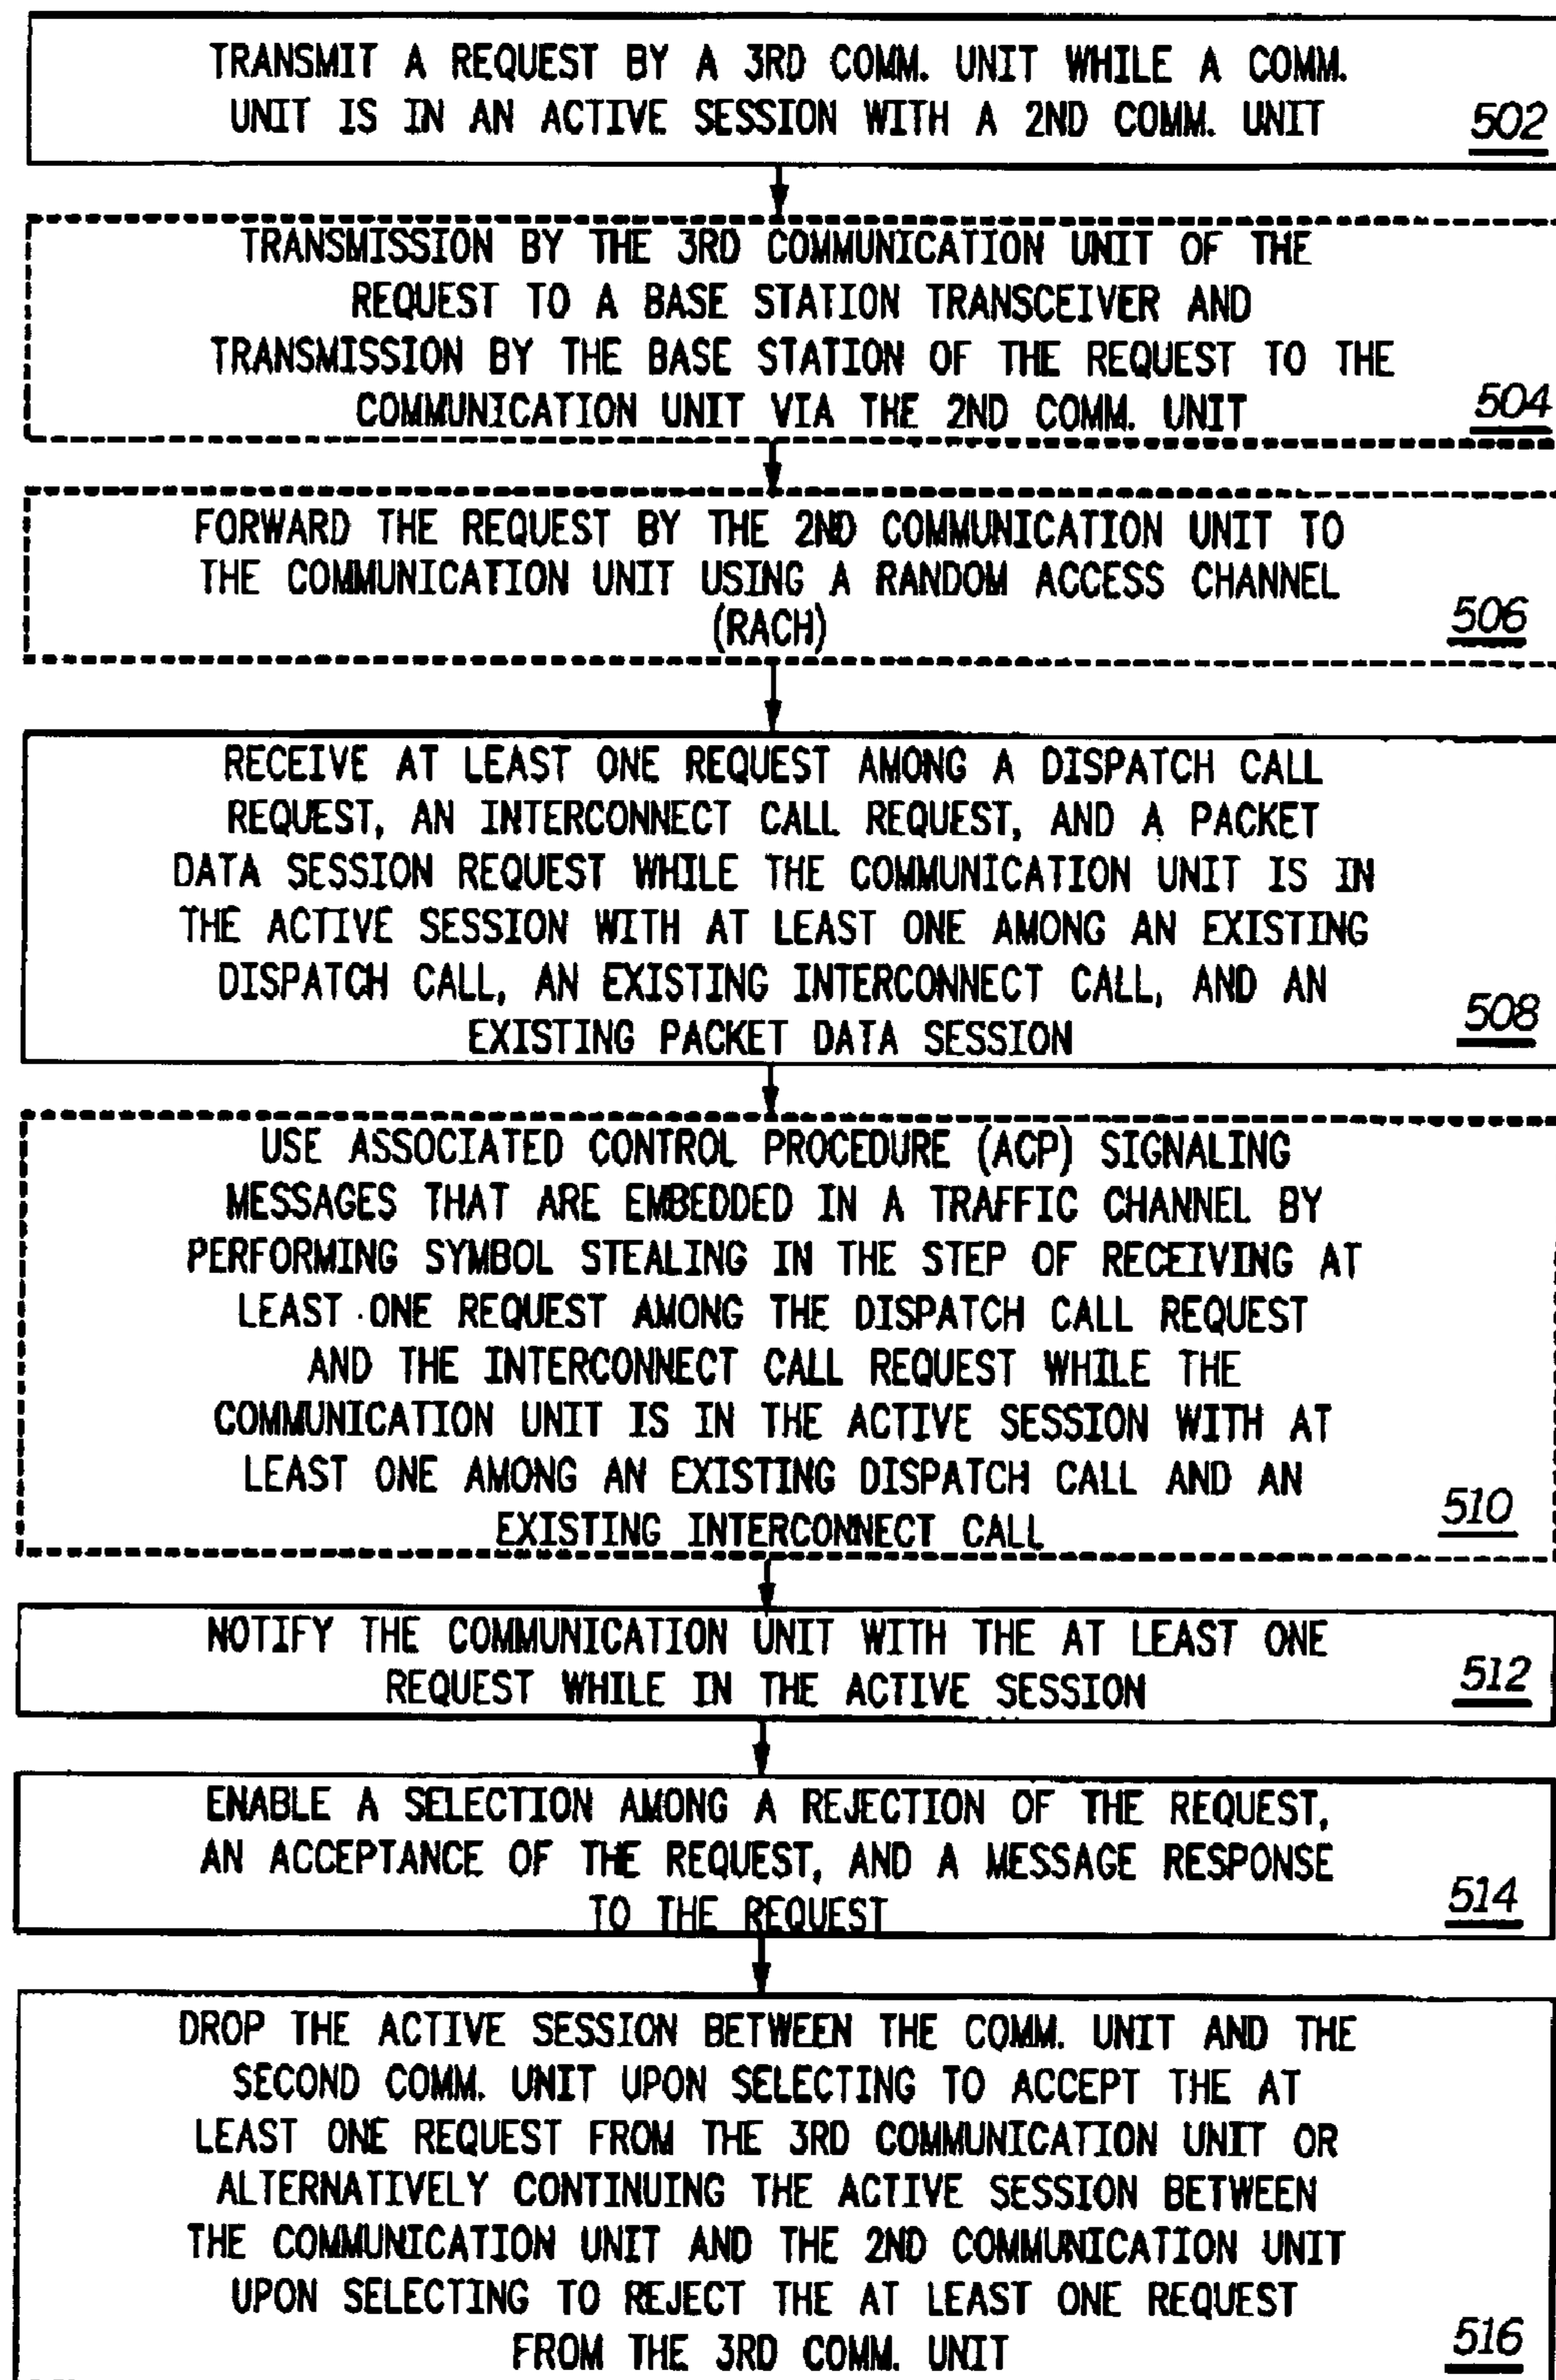 TRANSMIT A REQUEST BY A 3RD COMM. UNIT WHILE A COMM.
UNIT IS IN AN ACTIVE SESSION WITH A 2ND COMM. UNIT
502
TRANSMISSION BY THE 3RD COMMUNICATION UNIT OF THE
REQUEST TO A BASE STATION TRANSCEIVER AND
TRANSMISSION BY THE BASE STATION OF THE REQUEST TO THE
COMMUNICATION UNIT VIA THE 2ND COMM. UNIT
504
FORWARD THE REQUEST BY THE 2ND COMMUNICATION UNIT TO
THE COMMUNICATION UNIT USING A RANDOM ACCESS CHANNEL
(RACH)
506
RECEIVE AT LEAST ONE REQUEST AMONG A DISPATCH CALL
REQUEST, AN INTERCONNECT CALL REQUEST, AND A PACKET
DATA SESSION REQUEST WHILE THE COMMUNICATION UNIT IS IN
THE ACTIVE SESSION WITH AT LEAST ONE AMONG AN EXISTING
DISPATCH CALL, AN EXISTING INTERCONNECT CALL, AND AN
EXISTING PACKET DATA SESSION
508
USE ASSOCIATED CONTROL PROCEDURE (ACP) SIGNALING
MESSAGES THAT ARE EMBEDDED IN A TRAFFIC CHANNEL BY
PERFORMING SYMBOL STEALING IN THE STEP OF RECEIVING AT
LEAST ONE REQUEST AMONG THE DISPATCH CALL REQUEST
AND THE INTERCONNECT CALL REQUEST WHILE THE
COMMUNICATION UNIT IS IN THE ACTIVE SESSION WITH AT
LEAST ONE AMONG AN EXISTING DISPATCH CALL AND AN
EXISTING INTERCONNECT CALL
510
NOTIFY THE COMMUNICATION UNIT WITH THE AT LEAST ONE
REQUEST WHILE IN THE ACTIVE SESSION
512
ENABLE A SELECTION AMONG A REJECTION OF THE REQUEST,
AN ACCEPTANCE OF THE REQUEST, AND A MESSAGE RESPONSE
TO THE REQUEST
514
DROP THE ACTIVE SESSION BETWEEN THE COMM. UNIT AND THE
SECOND COMM. UNIT UPON SELECTING TO ACCEPT THE AT
LEAST ONE REQUEST FROM THE 3RD COMMUNICATION UNIT OR
ALTERNATIVELY CONTINUING THE ACTIVE SESSION BETWEEN
THE COMMUNICATION UNIT AND THE 2ND COMMUNICATION UNIT
UPON SELECTING TO REJECT THE AT LEAST ONE REQUEST
FROM THE 3RD COMM. UNIT
516